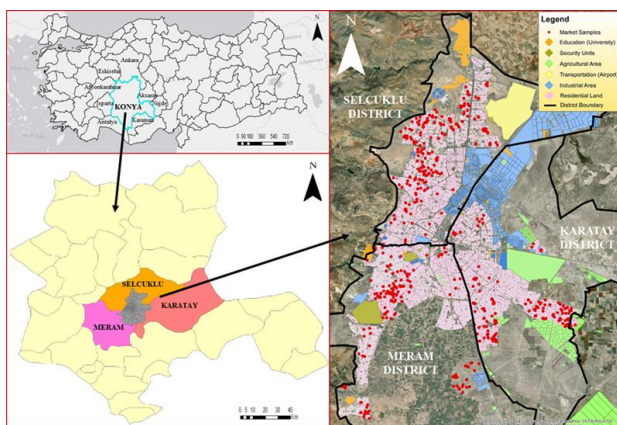 N
Ankara
Eskisehir
Afyonkarahisar
Aksaray
Isparta
KONYA
Nigde
Antalya
Karaman
0 90 180 360 540 720
Km
N
SELCUKLU
KARATAY
MERAM
0 5 10 20 30 40
Km
N
Legend
Market Samples
Education (University)
Security Units
Agricultural Area
Transportation (Airport)
Industrial Area
Residential Land
District Boundary
SELCUKLU
DISTRICT
KARATAY
DISTRICT
MERAM
DISTRICT